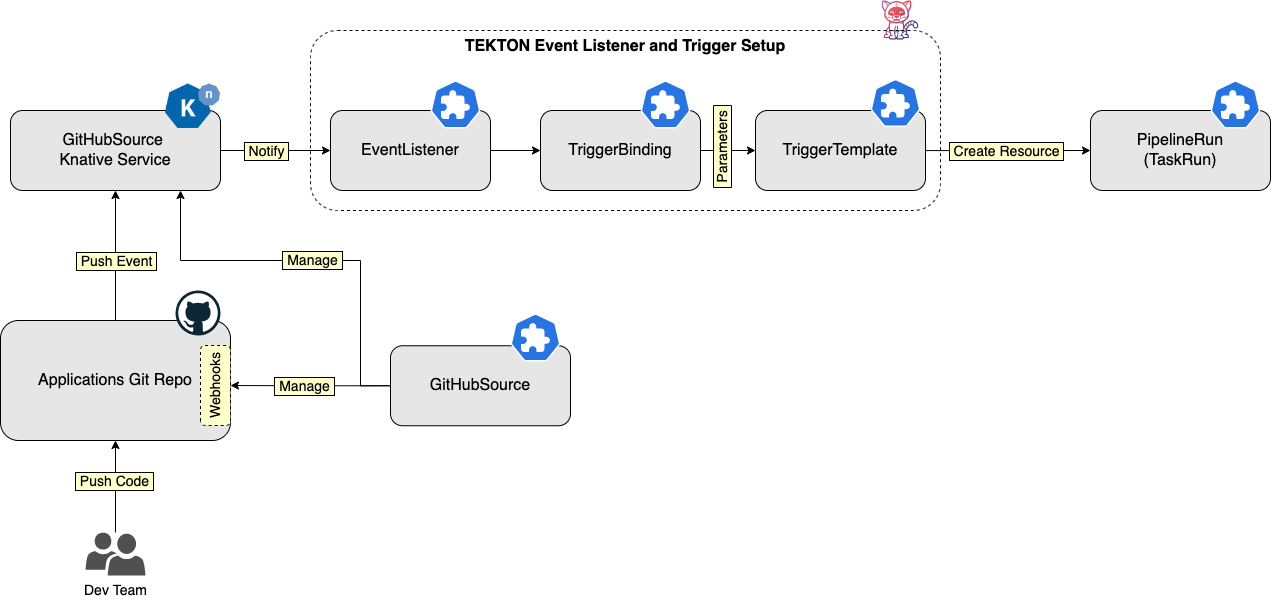 TEKTON Event Listener and Trigger Setup
K
n
GitHubSource
Knative Service
Notify
EventListener
TriggerBinding
Parameters
TriggerTemplate
Create Resource
PipelineRun
(TaskRun)
Push Event
Manage
Applications Git Repo
Webhooks
Manage
GitHubSource
Push Code
Dev Team